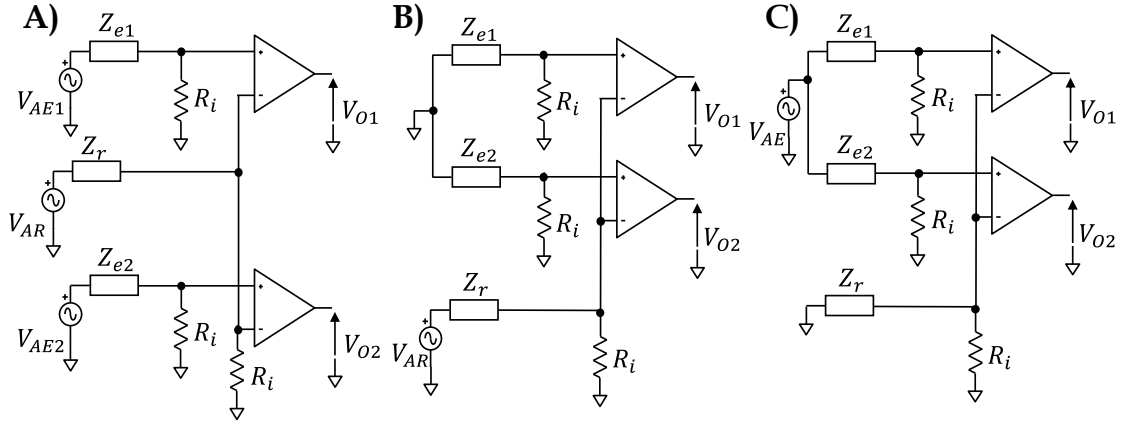 A)
Z_{e1}
+
V_{AE1}
R_i
+
-
V_{O1}
Z_r
+
V_{AR}
Z_{e2}
+
V_{AE2}
R_i
+
-
V_{O2}
R_i
B)
Z_{e1}
R_i
+
-
V_{O1}
Z_{e2}
R_i
+
-
V_{O2}
Z_r
+
V_{AR}
R_i
C)
Z_{e1}
+
V_{AE}
R_i
+
-
V_{O1}
Z_{e2}
R_i
+
-
V_{O2}
Z_r
R_i